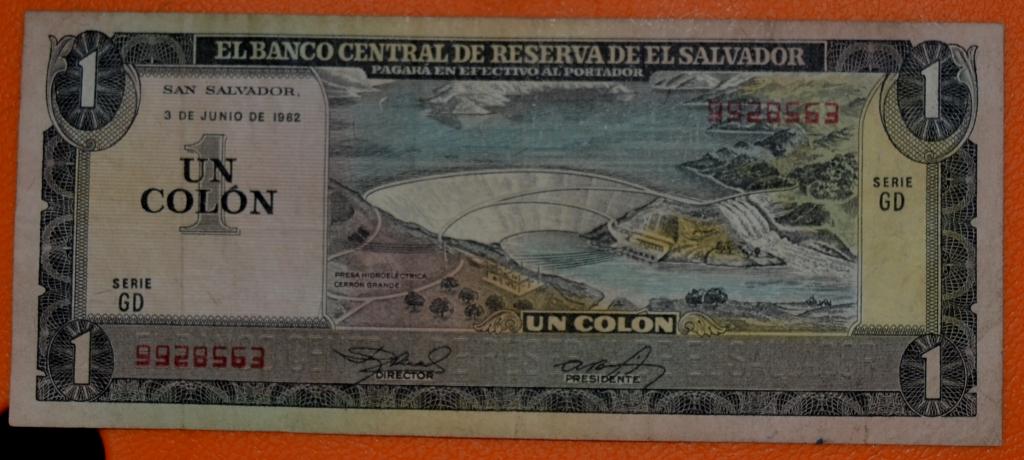 1
EL BANCO CENTRAL DE RESERVA DE EL SALVADOR
1
PAGARÁ EN EFECTIVO AL PORTADOR
SAN SALVADOR,
3 DE JUNIO DE 1982
9928563
1
UN
COLÓN
SERIE
GD
PRESA HIDROELÉCTRICA
CERRÓN GRANDE
SERIE
GD
UN COLÓN
1
9928563
DIRECTOR
PRESIDENTE
1